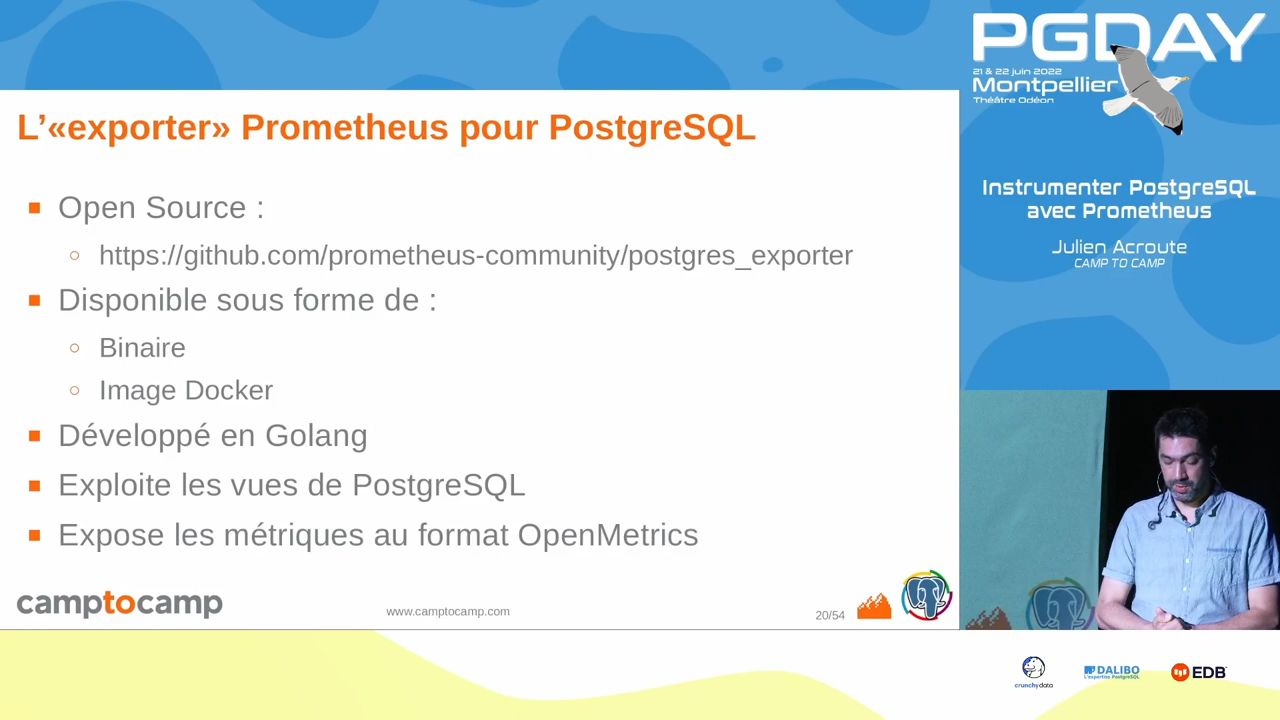 L'«exporter» Prometheus pour PostgreSQL
Open Source :
https://github.com/prometheus-community/postgres_exporter
Disponible sous forme de :
Binaire
Image Docker
Développé en Golang
Exploite les vues de PostgreSQL
Expose les métriques au format OpenMetrics
camptocamp
www.camptocamp.com
20/54
PGDAY
21 & 22 juin 2022
Montpellier
Théâtre Odéon
Instrumenter PostgreSQL
avec Prometheus
Julien Acroute
CAMP TO CAMP
crunchydata
DALIBO
L'expertise PostgreSQL
EDB